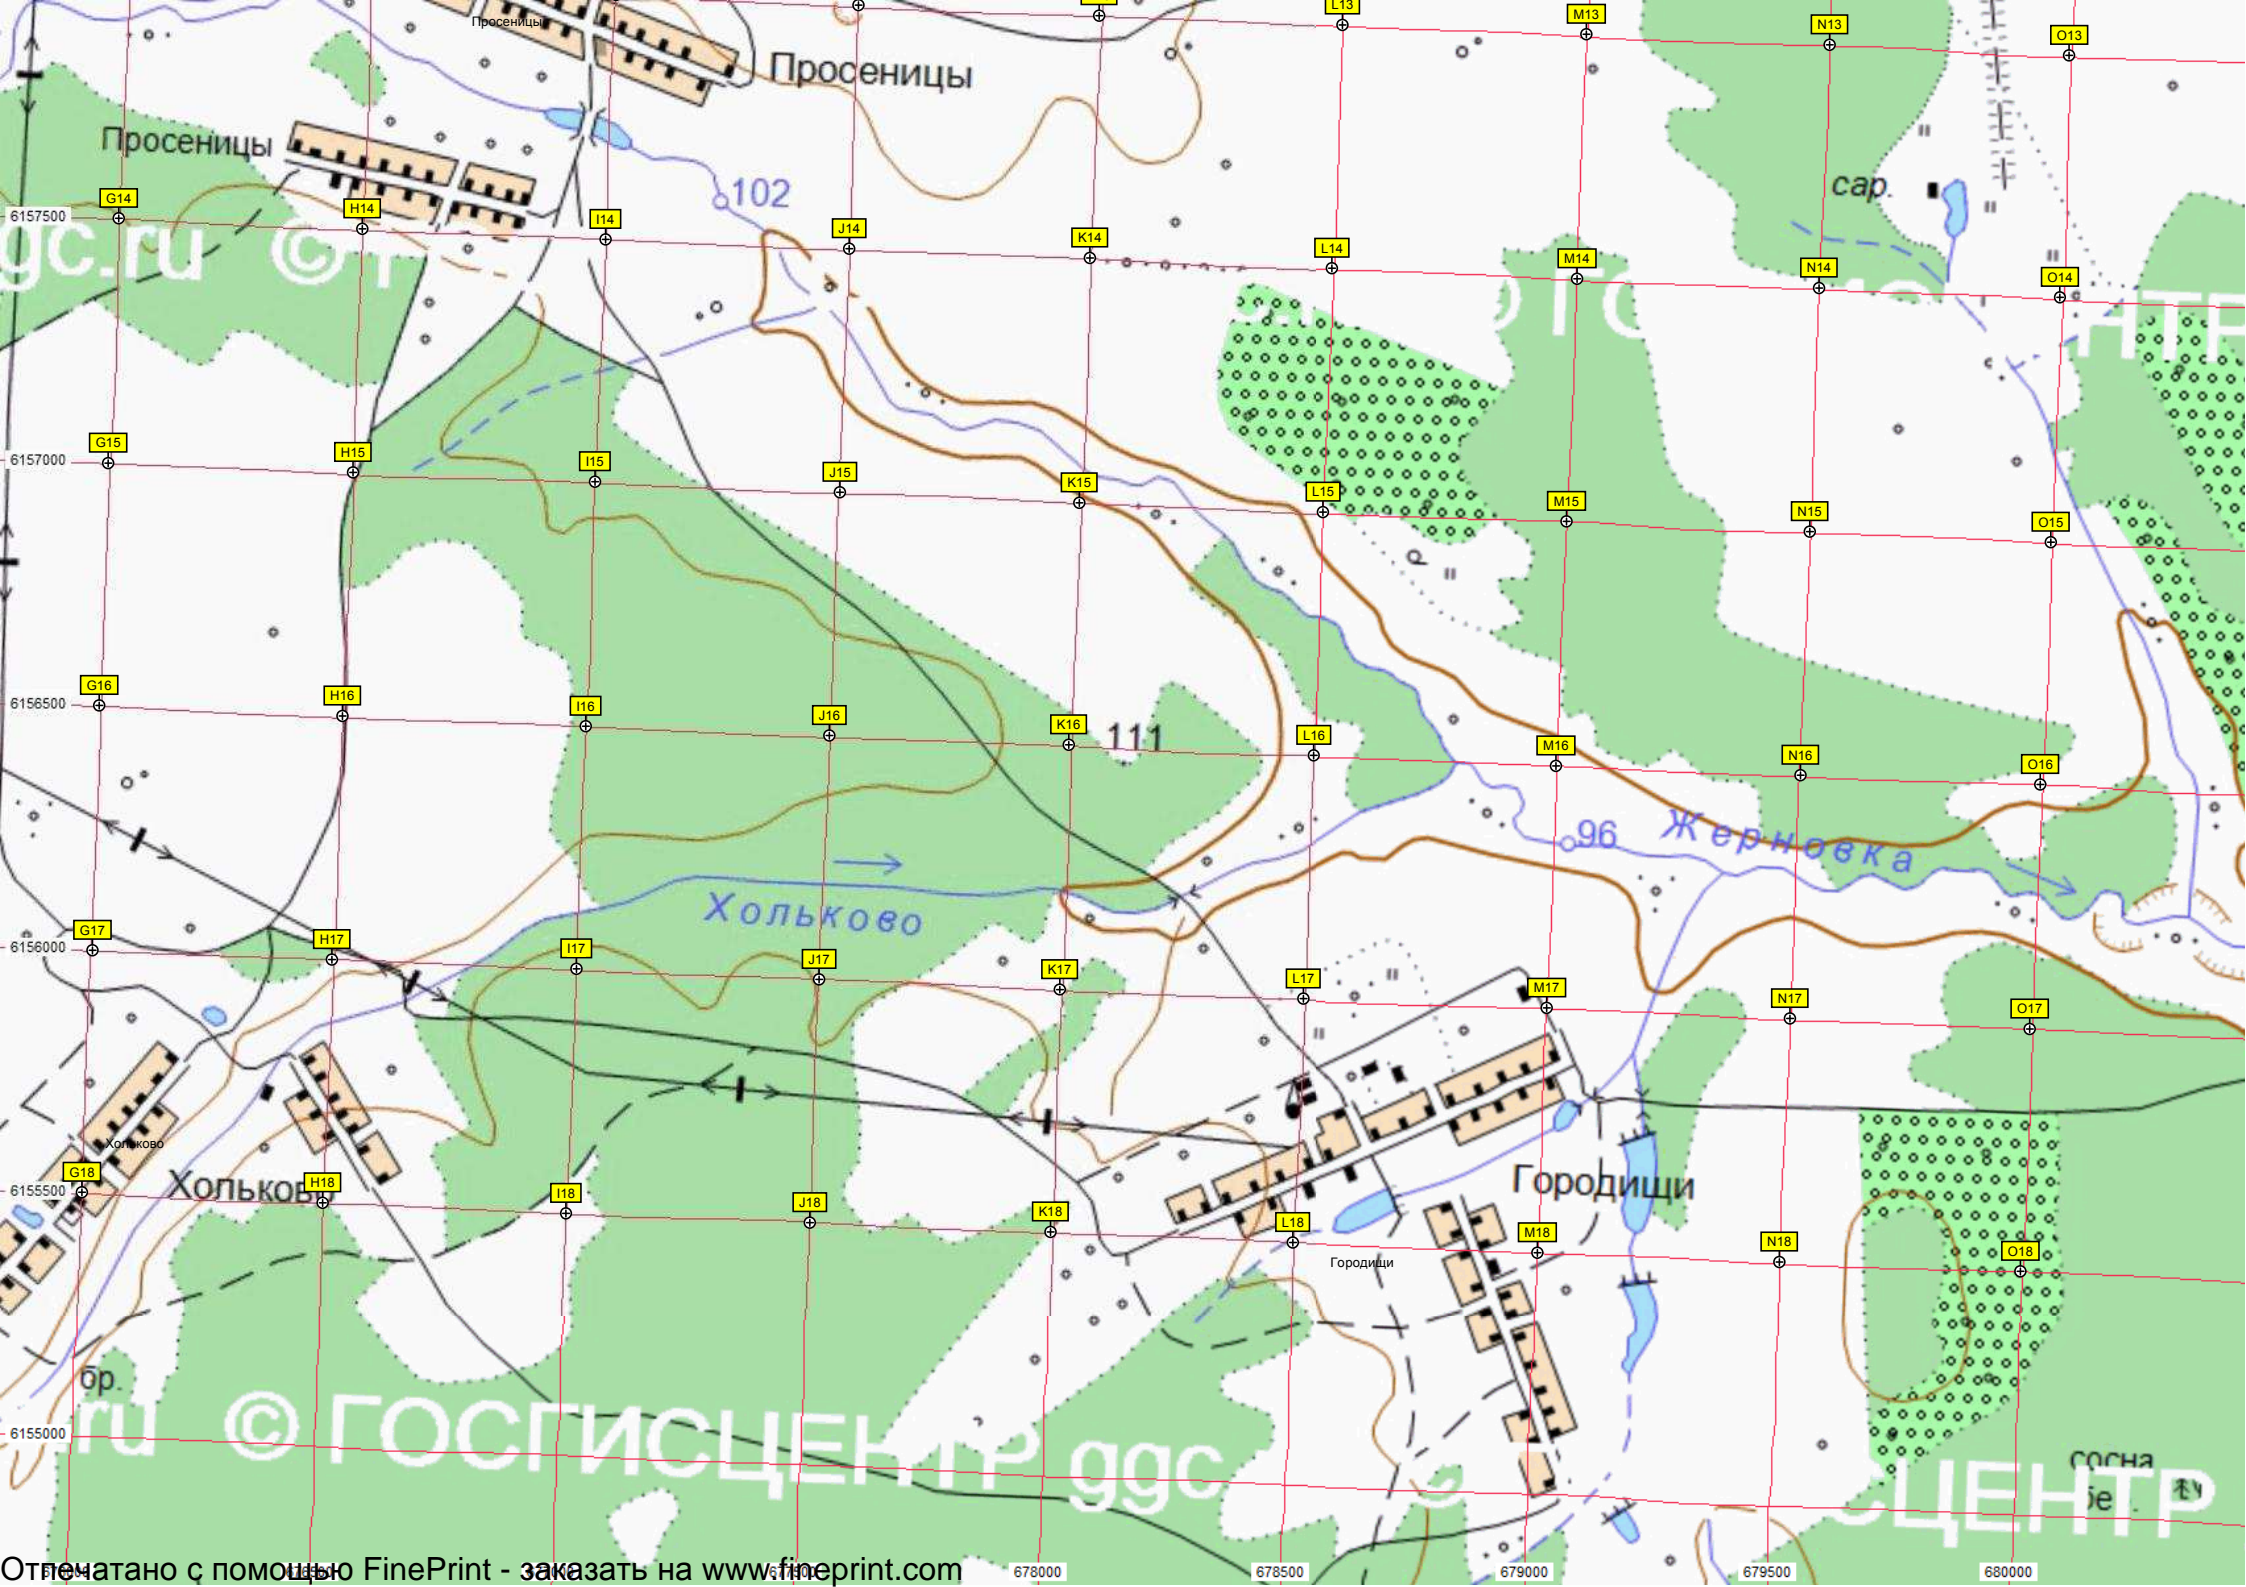 L13
M13
N13
O13
Просеницы
Просеницы
Просеницы
102
сар.
6157500
G14
H14
I14
J14
K14
L14
M14
N14
O14
gc.ru ©
6157000
G15
H15
I15
J15
K15
L15
M15
N15
O15
6156500
G16
H16
I16
J16
K16
111
L16
M16
N16
O16
96
Жерновка
Хольково
6156000
G17
H17
I17
J17
K17
L17
M17
N17
O17
Хольково
Хольково
Городищи
6155500
G18
H18
I18
J18
K18
L18
M18
N18
O18
Городищи
бр.
6155000
.ru © ГОСГИСЦЕНТР ggc
ЦЕНТР
сосна
Отпечатано с помощью FinePrint - заказать на www.fineprint.com
678000
678500
679000
679500
680000